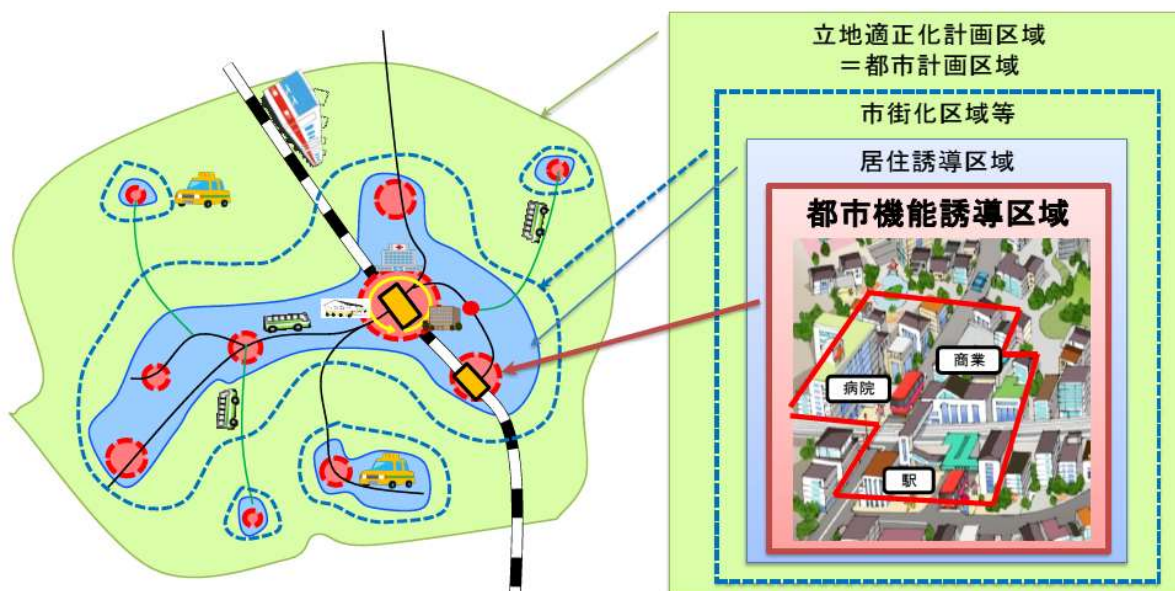 立地適正化計画区域
＝都市計画区域
市街化区域等
居住誘導区域
都市機能誘導区域
商業
病院
駅